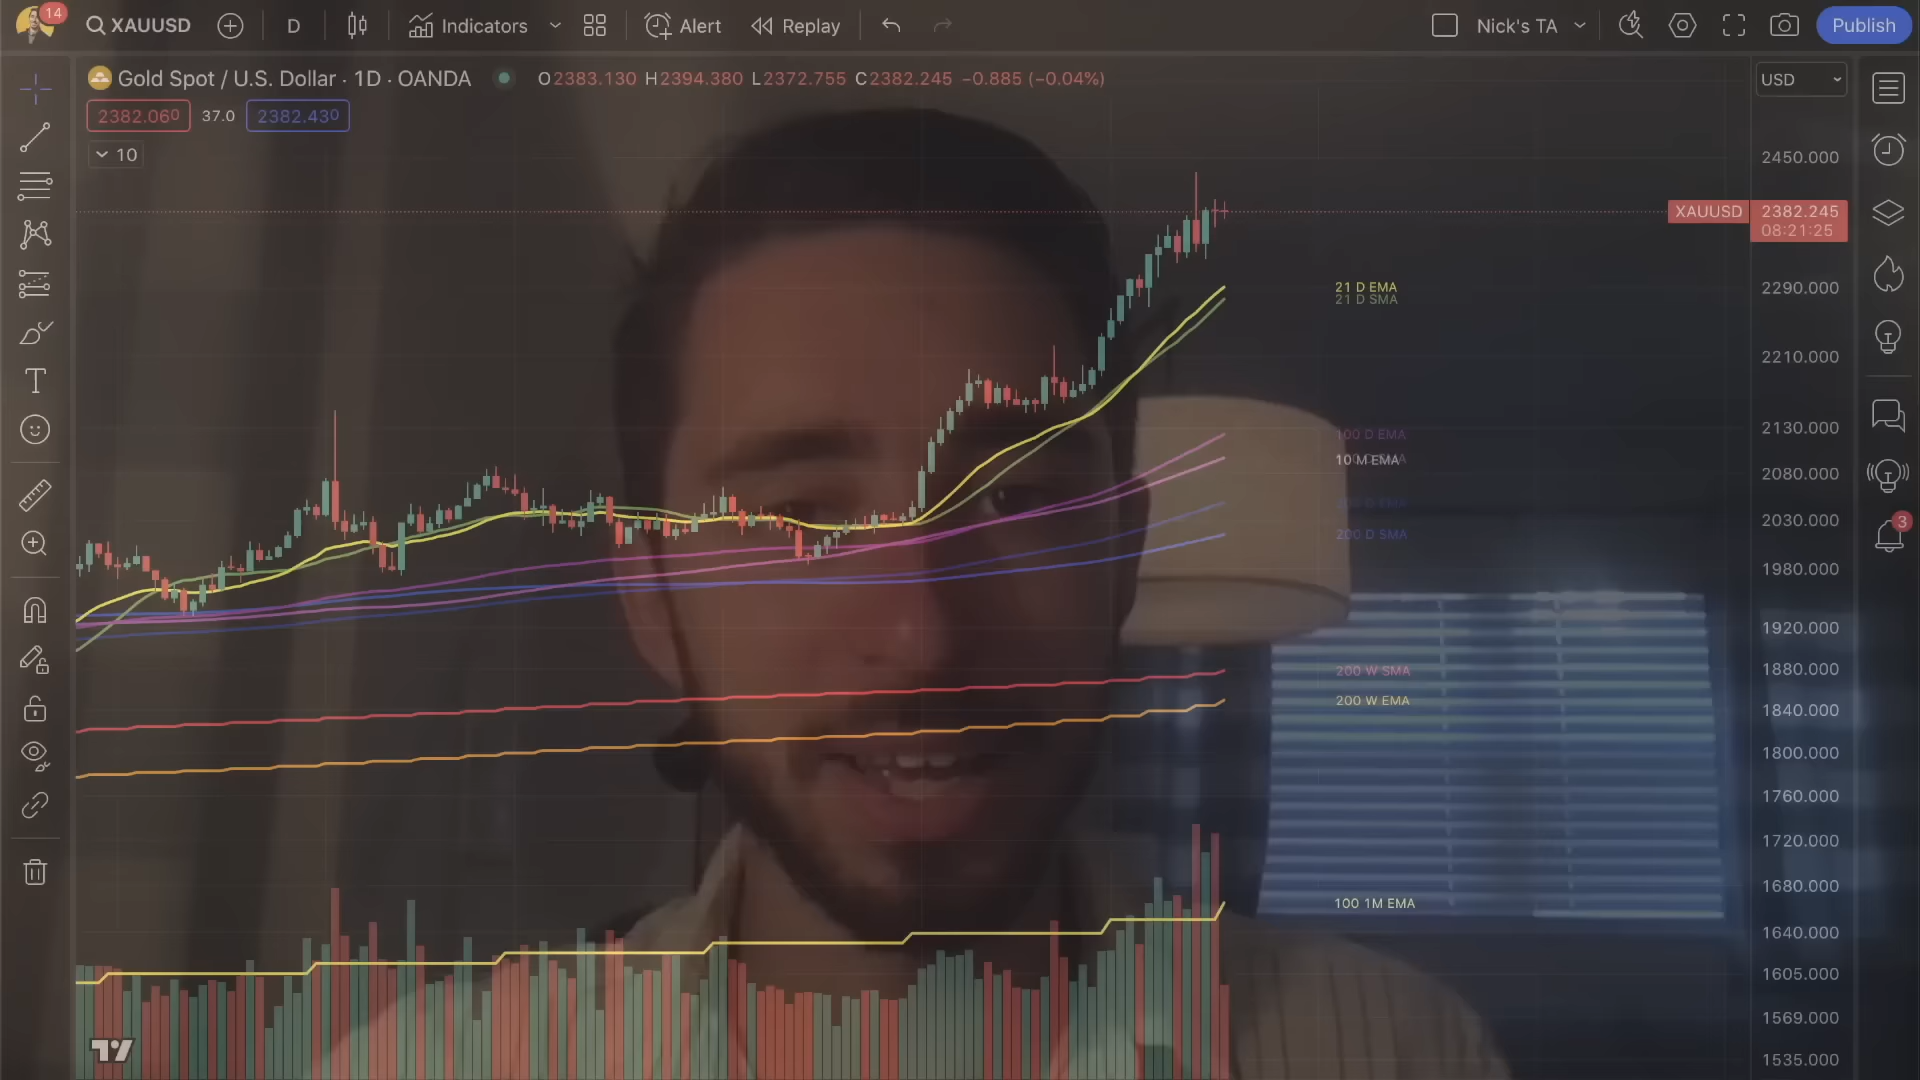 14
XAUUSD
D
Indicators
Alert
Replay
Nick's TA
Publish
Gold Spot / U.S. Dollar · 1D · OANDA
O2383.130 H2394.380 L2372.755 C2382.245 −0.885 (−0.04%)
USD
2382.060
37.0
2382.430
10
2450.000
XAUUSD
2382.245
08:21:25
21 D EMA
2290.000
21 D SMA
2210.000
2130.000
100 D EMA
10 M EMA
2080.000
2030.000
3
200 D SMA
1980.000
1920.000
200 W SMA
1880.000
200 W EMA
1840.000
1800.000
1760.000
1720.000
1680.000
100 1M EMA
1640.000
1605.000
1569.000
1535.000